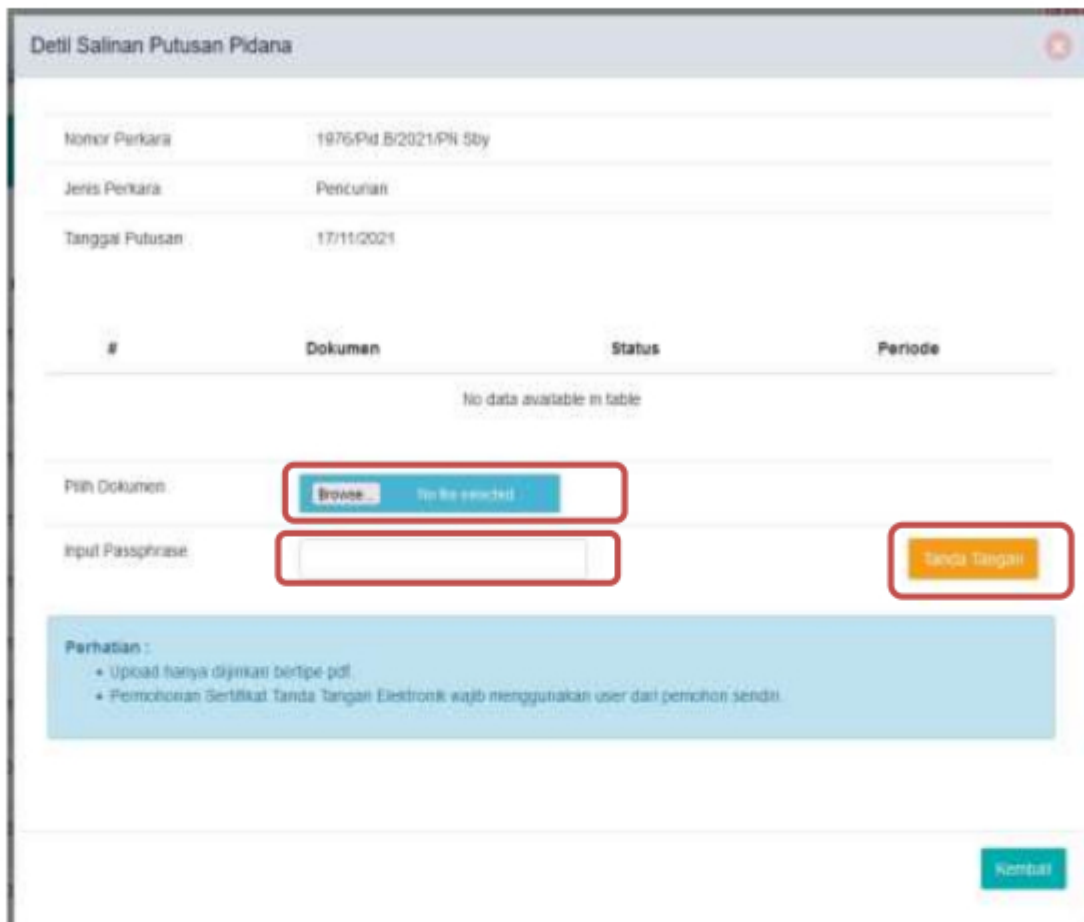 Detil Salinan Putusan Pidana
Nomor Perkara 1976/Pid.B/2021/PN Sby
Jenis Perkara Pencurian
Tanggal Putusan 17/11/2021
# Dokumen Status Periode
No data available in table
Pilih Dokumen Browse... No file selected.
Input Passphrase Tanda Tangan
Perhatian :
• Upload hanya diijinkan bertipe pdf.
• Permohonan Sertifikat Tanda Tangan Elektronik wajib menggunakan user dari pemohon sendiri.
Kembali